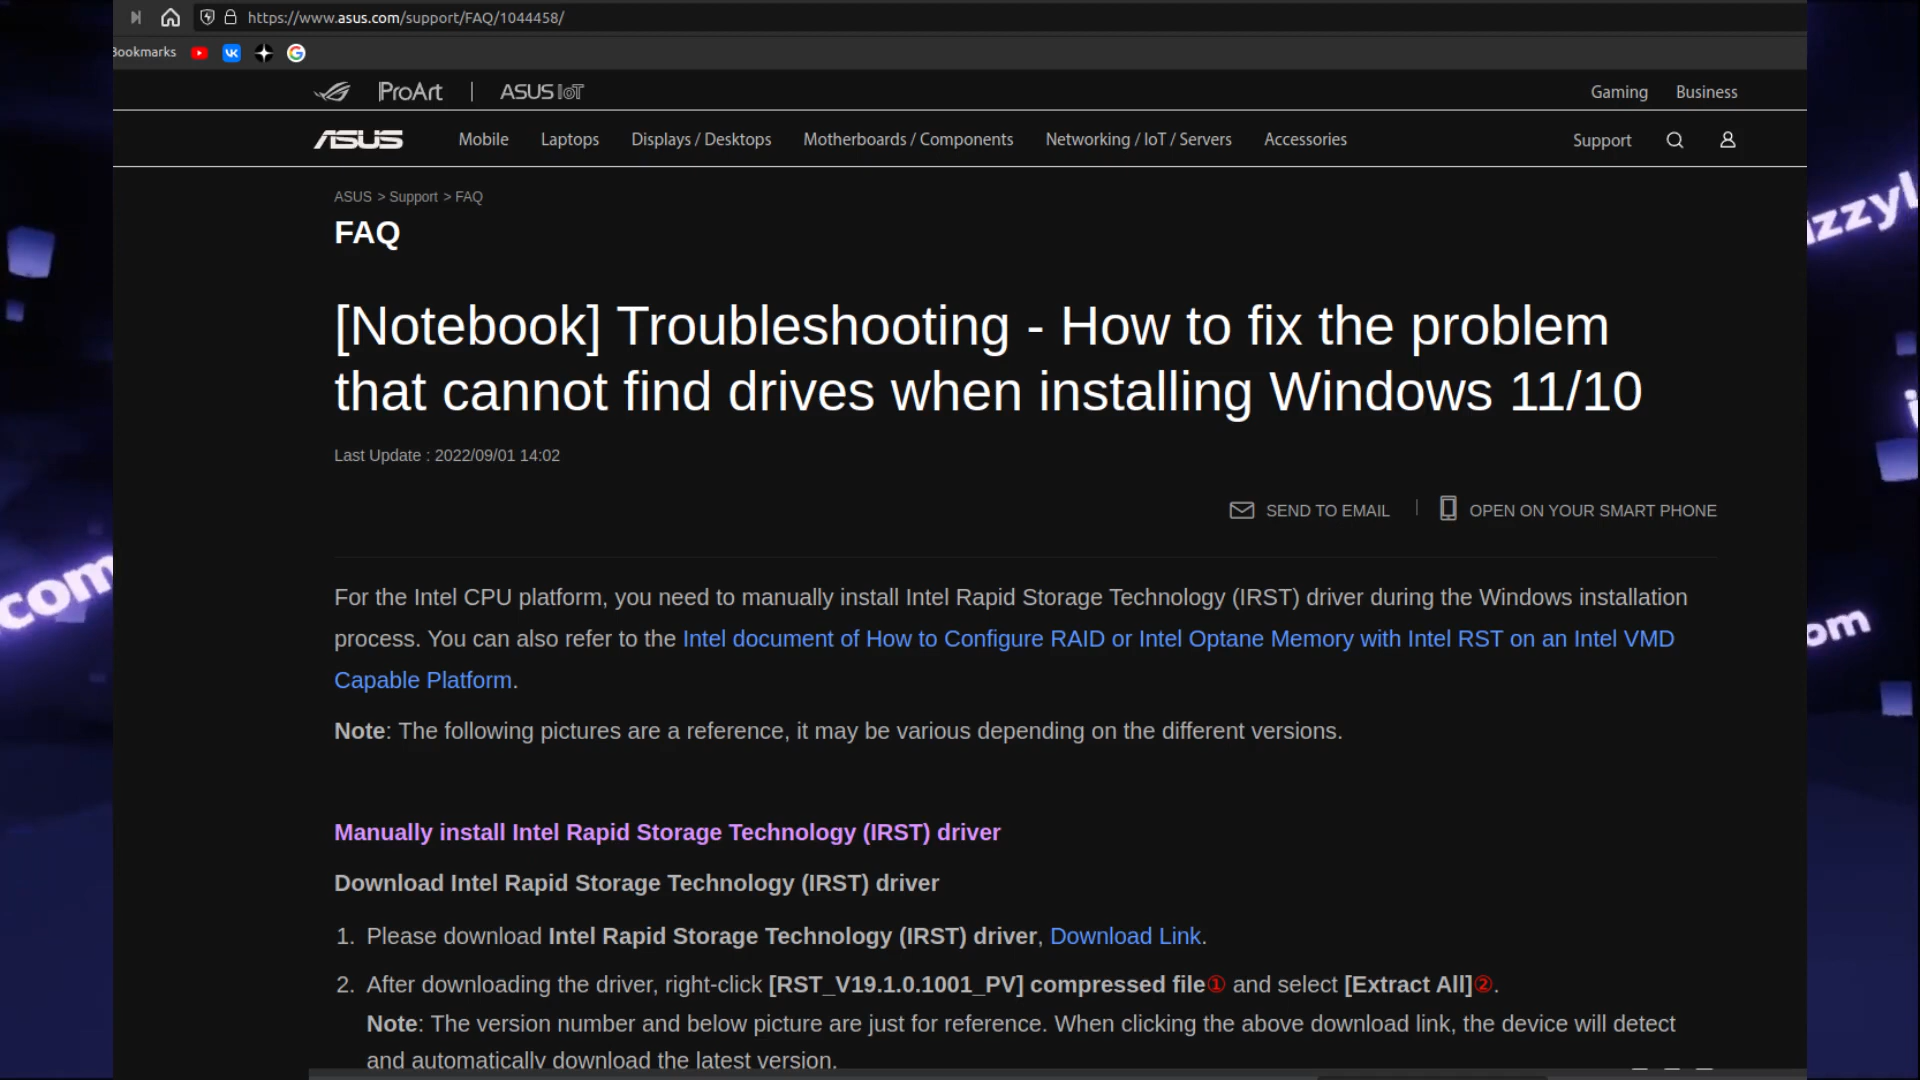 https://www.asus.com/support/FAQ/1044458/
Bookmarks
ProArt | ASUS IoT
Gaming Business
ASUS Mobile Laptops Displays / Desktops Motherboards / Components Networking / IoT / Servers Accessories Support
ASUS > Support > FAQ
FAQ
[Notebook] Troubleshooting - How to fix the problem
that cannot find drives when installing Windows 11/10
Last Update : 2022/09/01 14:02
SEND TO EMAIL | OPEN ON YOUR SMART PHONE
For the Intel CPU platform, you need to manually install Intel Rapid Storage Technology (IRST) driver during the Windows installation
process. You can also refer to the Intel document of How to Configure RAID or Intel Optane Memory with Intel RST on an Intel VMD
Capable Platform.
Note: The following pictures are a reference, it may be various depending on the different versions.
Manually install Intel Rapid Storage Technology (IRST) driver
Download Intel Rapid Storage Technology (IRST) driver
1. Please download Intel Rapid Storage Technology (IRST) driver, Download Link.
2. After downloading the driver, right-click [RST_V19.1.0.1001_PV] compressed file① and select [Extract All]②.
Note: The version number and below picture are just for reference. When clicking the above download link, the device will detect
and automatically download the latest version.
.com